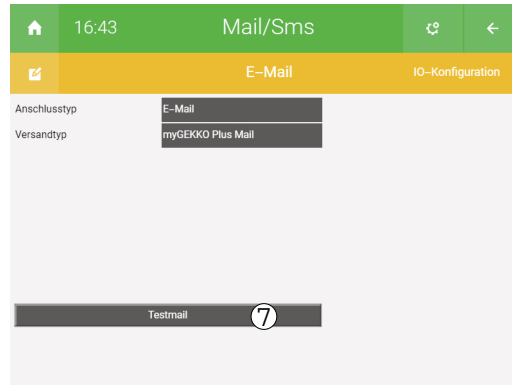 16:43 Mail/Sms
E-Mail IO-Konfiguration
Anschlusstyp E-Mail
Versandtyp myGEKKO Plus Mail
Testmail 7